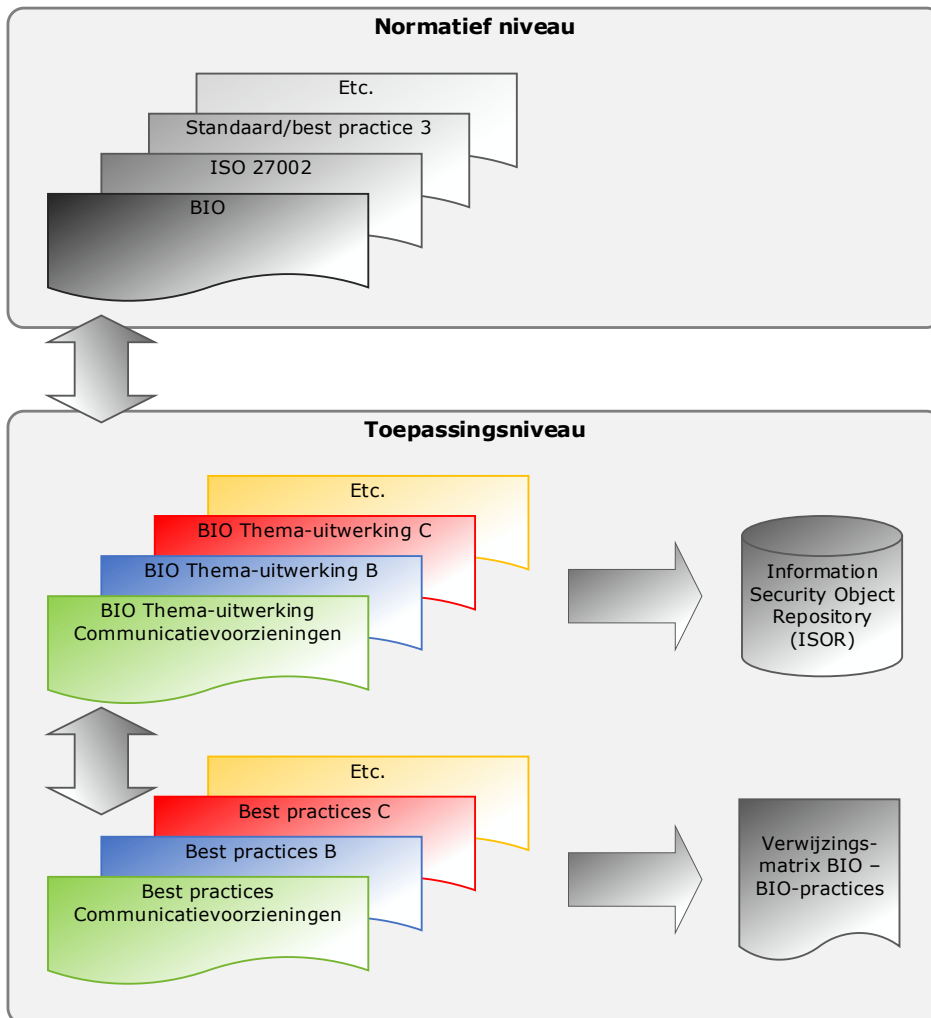 Normatief niveau
Etc.
Standaard/best practice 3
ISO 27002
BIO
Toepassingsniveau
Etc.
BIO Thema-uitwerking C
BIO Thema-uitwerking B
BIO Thema-uitwerking
Communicatievoorzieningen
Information
Security Object
Repository
(ISOR)
Etc.
Best practices C
Best practices B
Best practices
Communicatievoorzieningen
Verwijzings-
matrix BIO –
BIO-practices